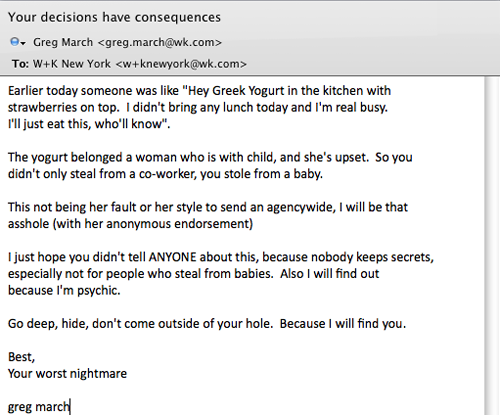 Your decisions have consequences
Greg March <greg.march@wk.com>
To: W+K New York <w+knewyork@wk.com>
Earlier today someone was like "Hey Greek Yogurt in the kitchen with
strawberries on top.  I didn't bring any lunch today and I'm real busy.
I'll just eat this, who'll know".
The yogurt belonged a woman who is with child, and she's upset.  So you
didn't only steal from a co-worker, you stole from a baby.
This not being her fault or her style to send an agencywide, I will be that
asshole (with her anonymous endorsement)
I just hope you didn't tell ANYONE about this, because nobody keeps secrets,
especially not for people who steal from babies.  Also I will find out
because I'm psychic.
Go deep, hide, don't come outside of your hole.  Because I will find you.
Best,
Your worst nightmare
greg march